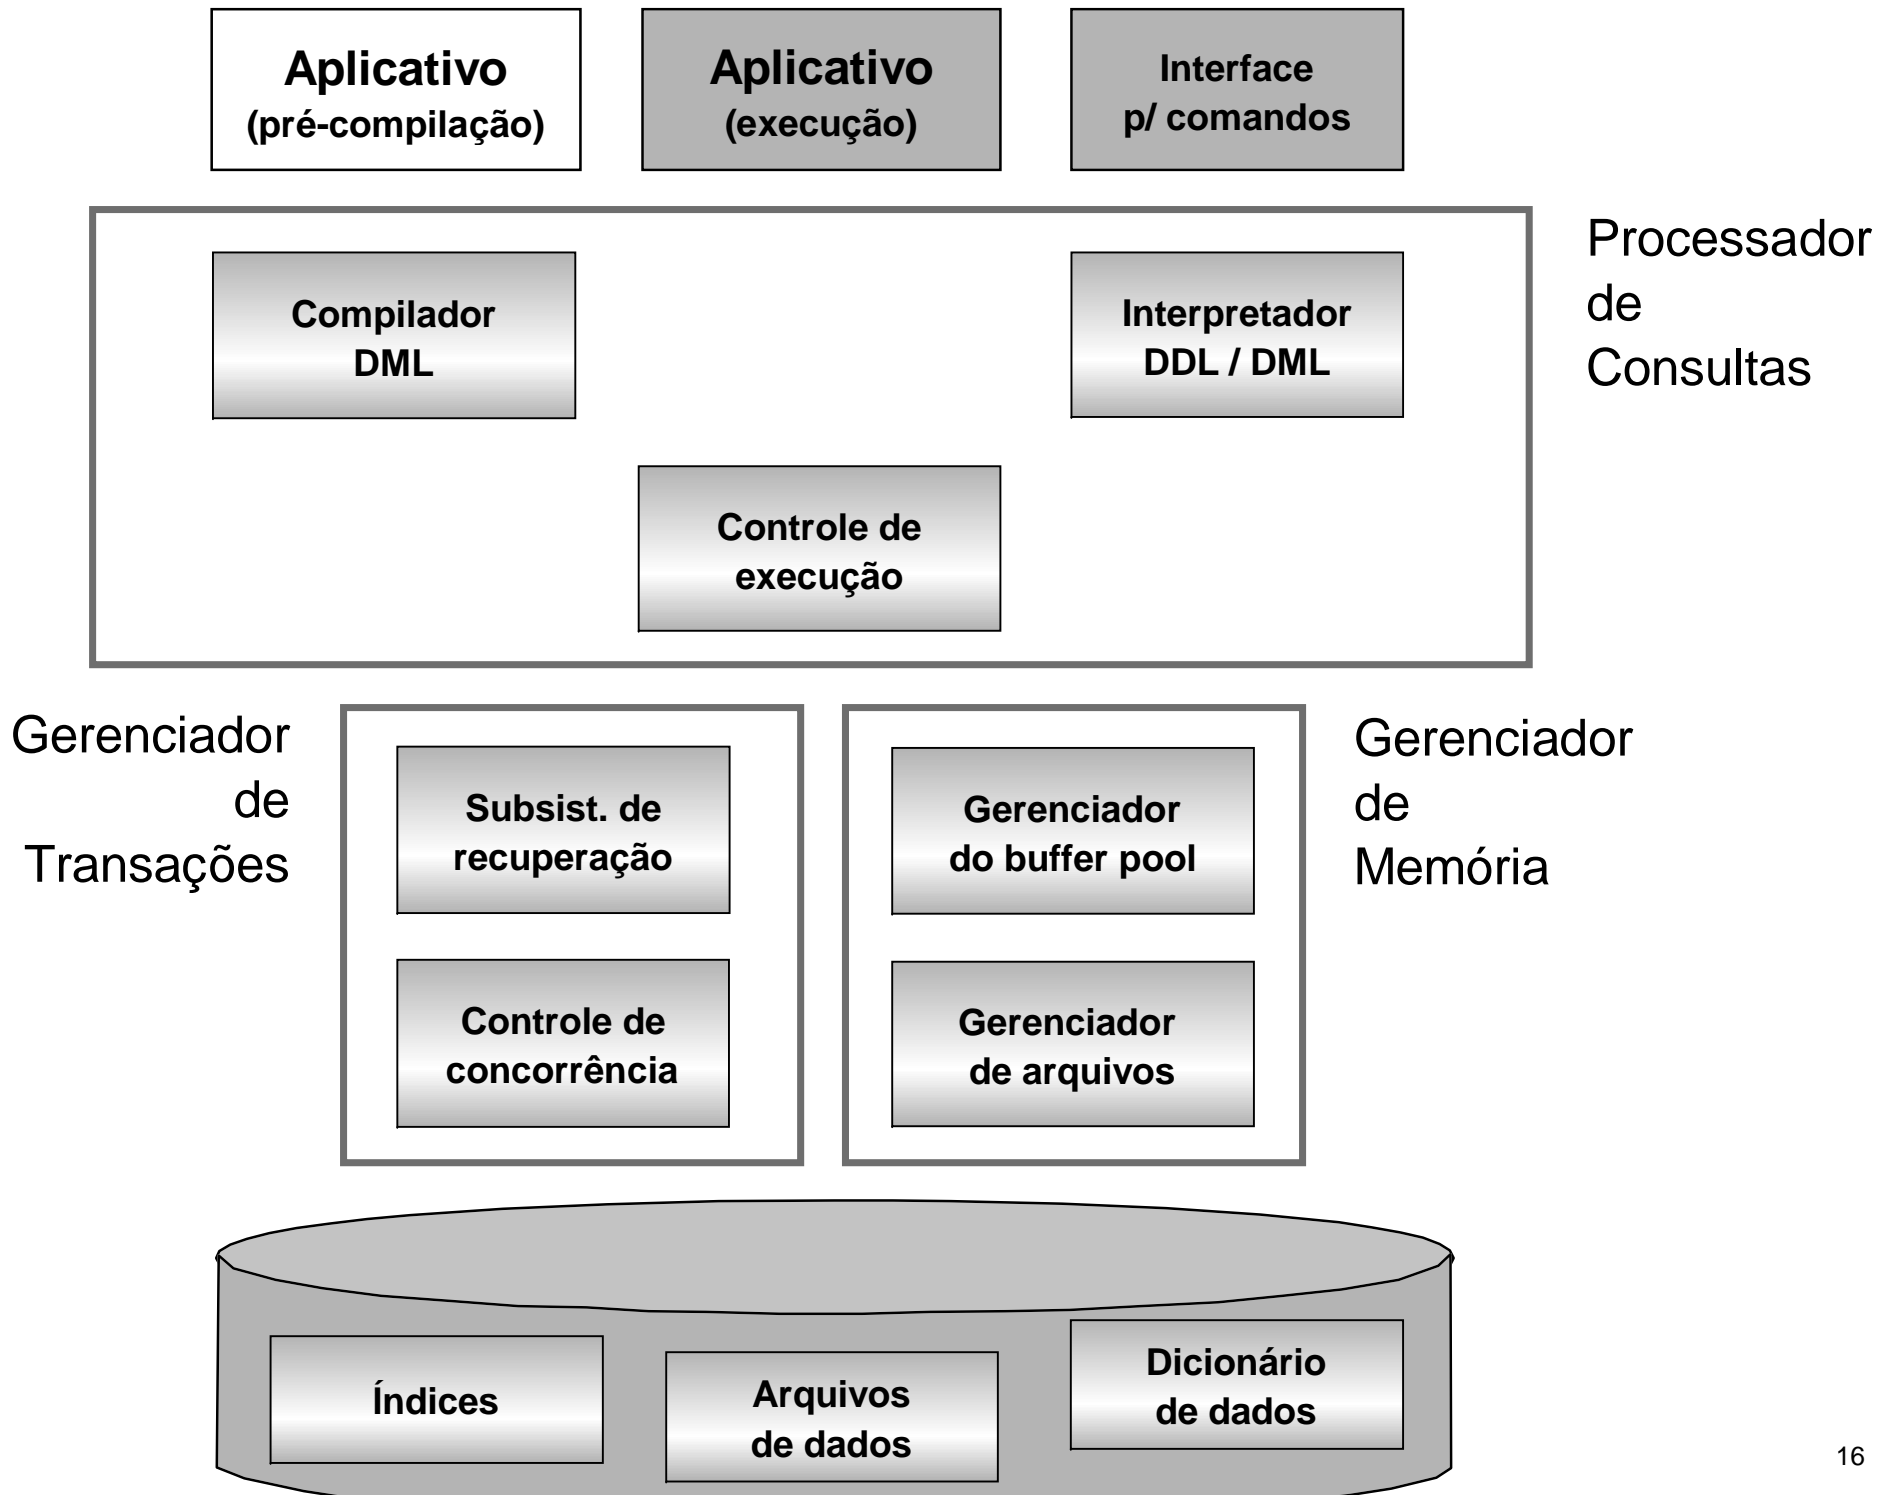 Aplicativo
(pré-compilação)
Aplicativo
(execução)
Interface
p/ comandos
Processador
de
Consultas
Compilador
DML
Interpretador
DDL / DML
Controle de
execução
Gerenciador
de
Transações
Subsist. de
recuperação
Gerenciador
do buffer pool
Gerenciador
de
Memória
Controle de
concorrência
Gerenciador
de arquivos
Índices
Arquivos
de dados
Dicionário
de dados
16